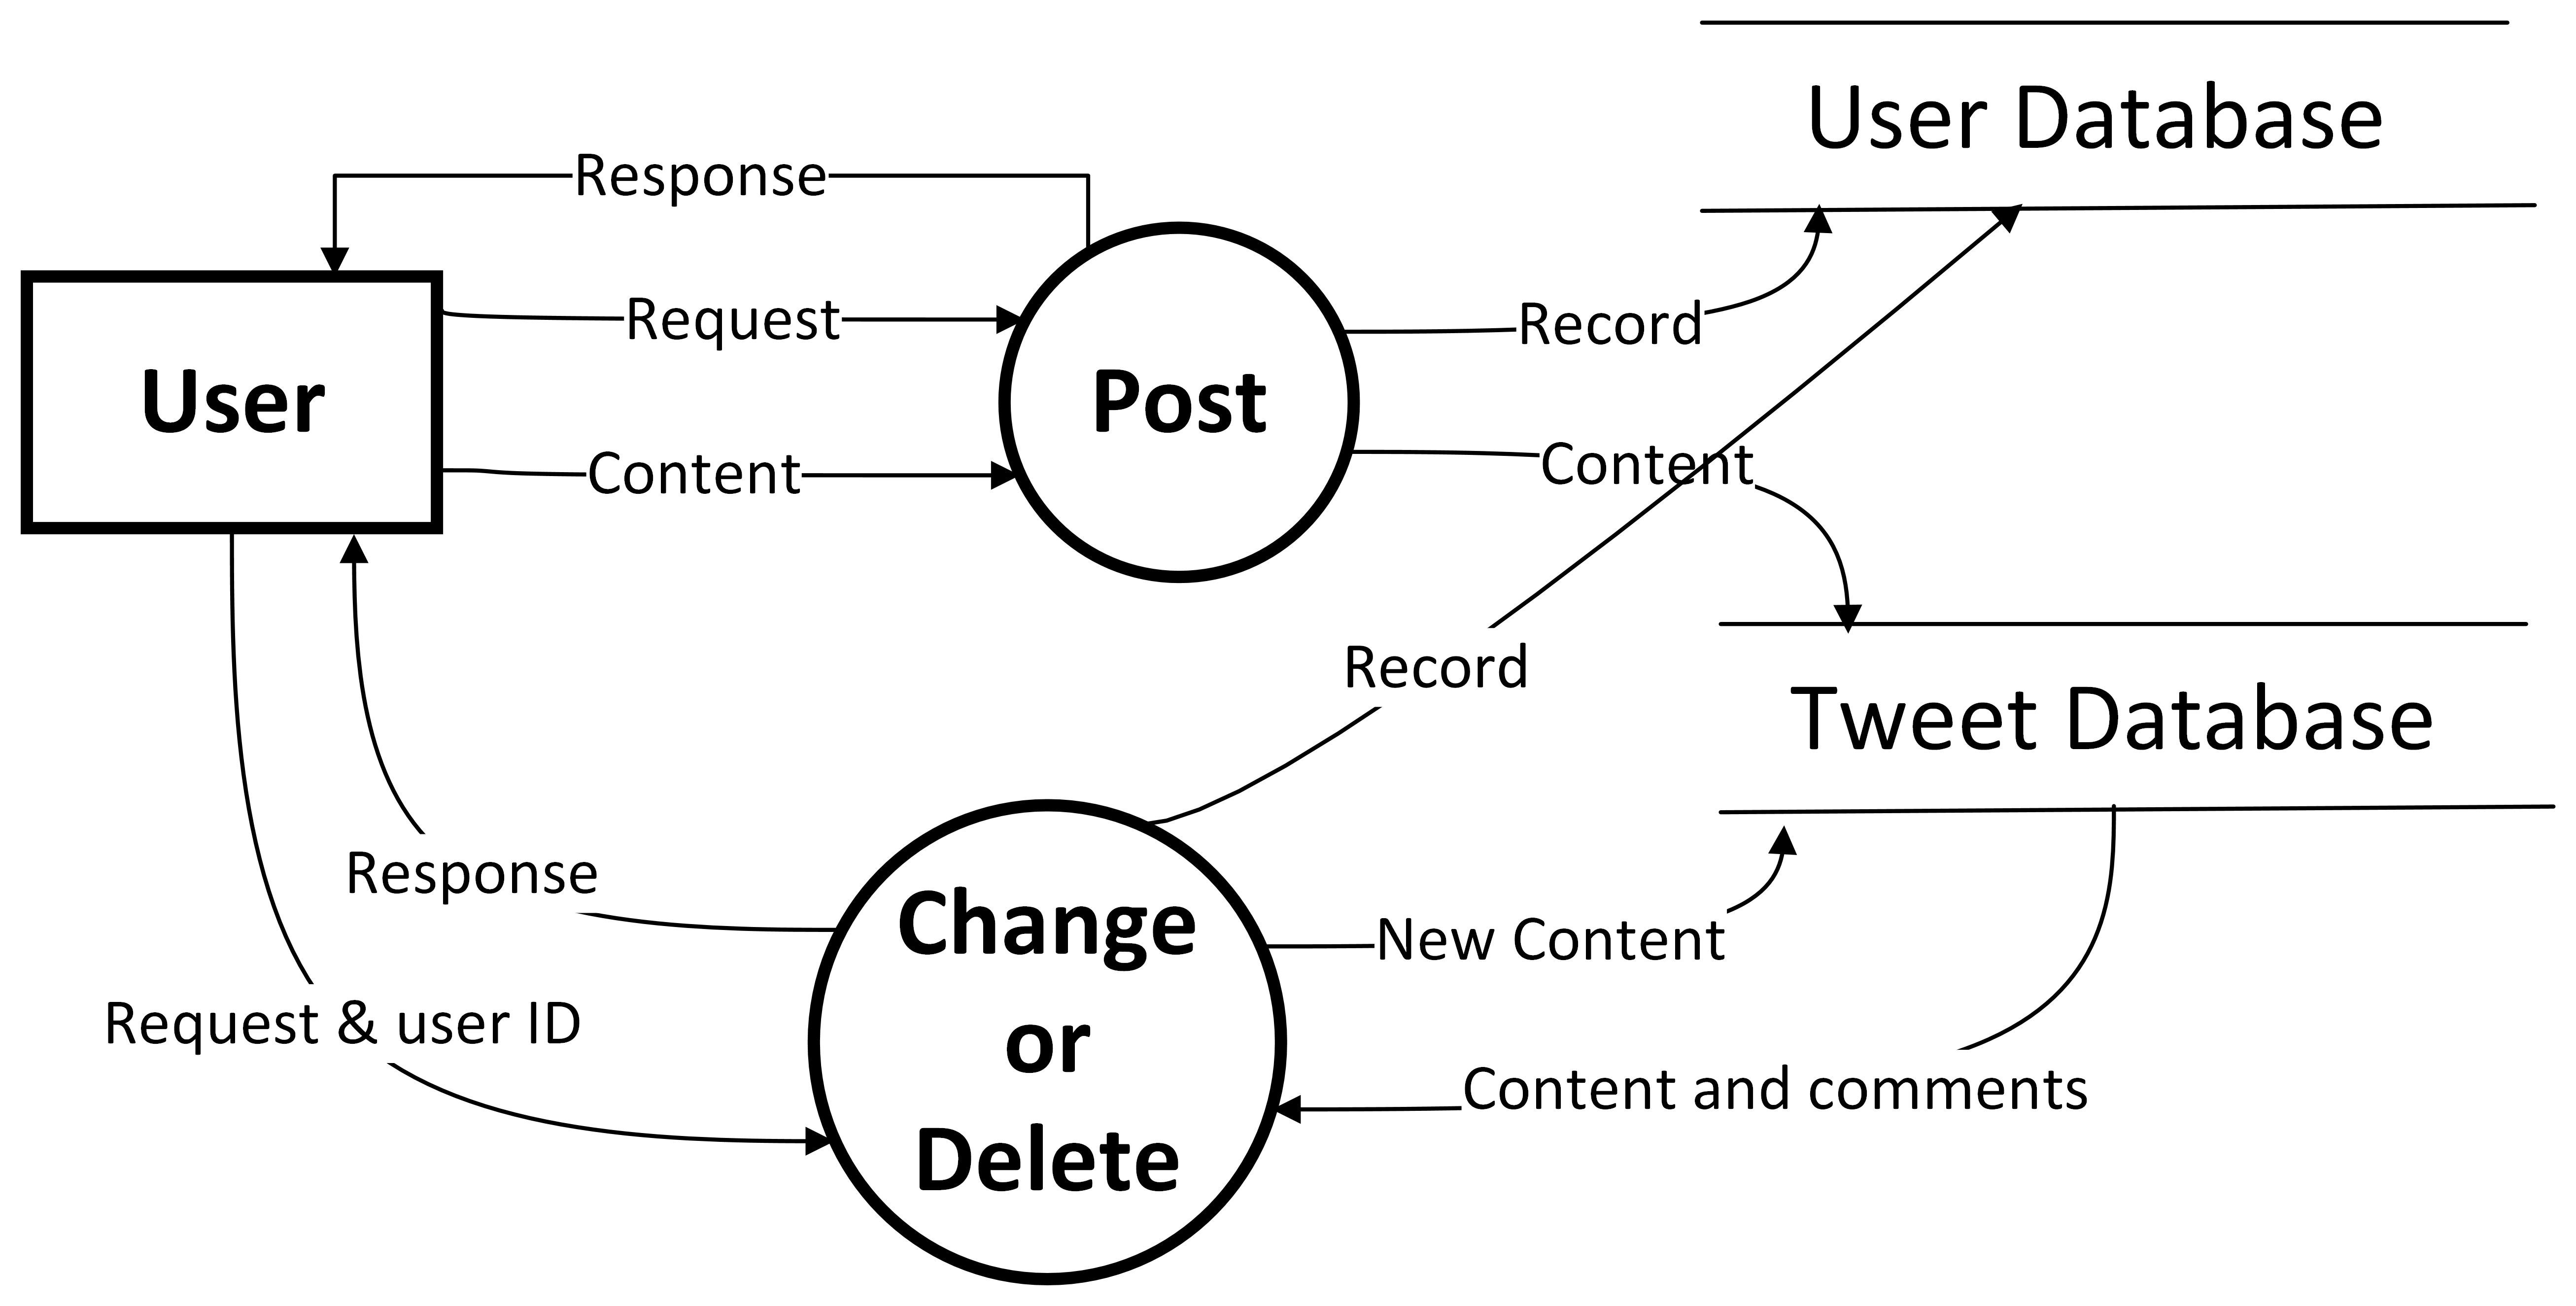 User Database
Response
Request
Record
User
Post
Content
Content
Record
Tweet Database
Response
Change
or
Delete
New Content
Request & user ID
Content and comments